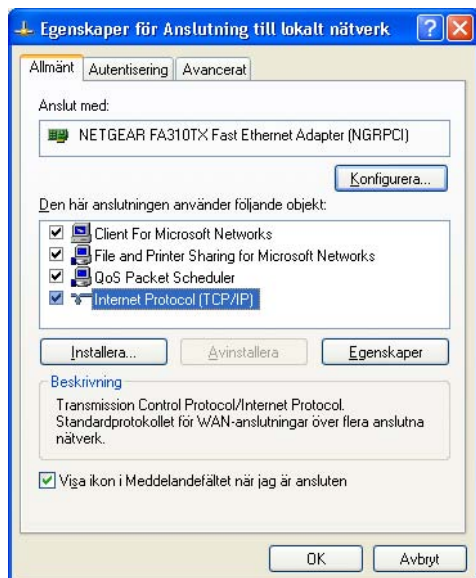 Egenskaper för Anslutning till lokalt nätverk
Allmänt Autentisering Avancerat
Anslut med:
NETGEAR FA310TX Fast Ethernet Adapter (NGRPCI)
Konfigurera...
Den här anslutningen använder följande objekt:
Client For Microsoft Networks
File and Printer Sharing for Microsoft Networks
QoS Packet Scheduler
Internet Protocol (TCP/IP)
Installera... Avinstallera Egenskaper
Beskrivning
Transmission Control Protocol/Internet Protocol.
Standardprotokollet för WAN-anslutningar över flera anslutna
nätverk.
Visa ikon i Meddelandefältet när jag är ansluten
OK Avbryt